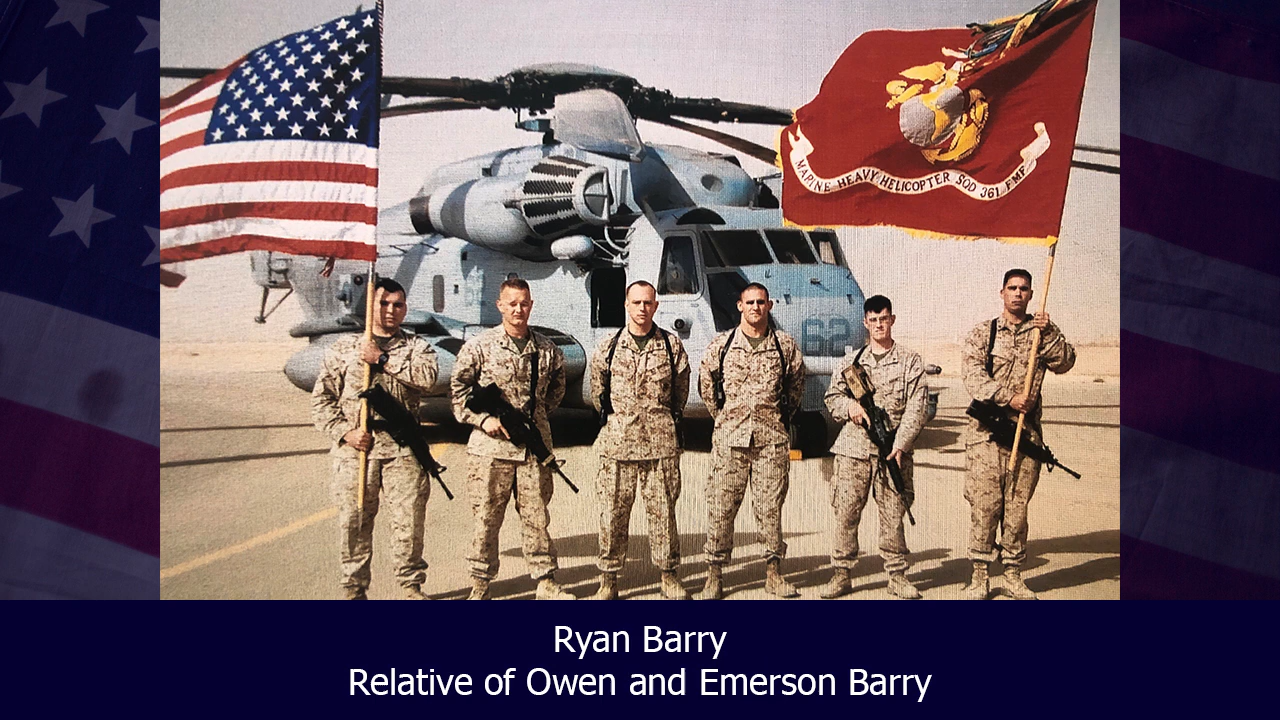 MARINE HEAVY HELICOPTER SQD 361 FMF
62
Ryan Barry
Relative of Owen and Emerson Barry